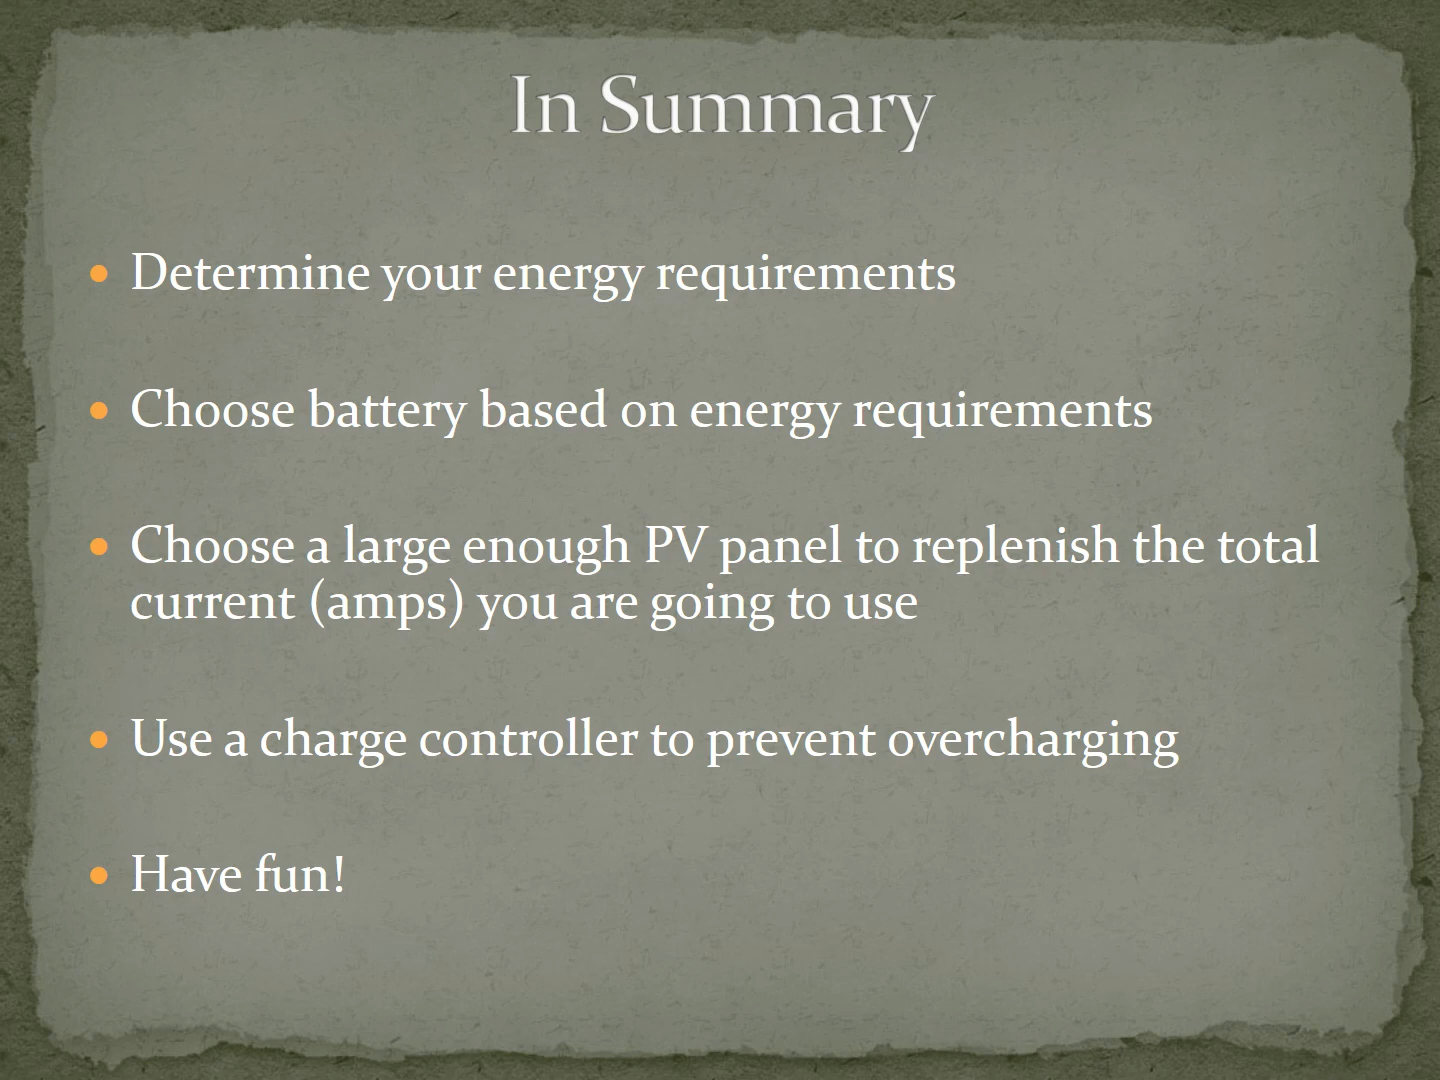 In Summary
Determine your energy requirements
Choose battery based on energy requirements
Choose a large enough PV panel to replenish the total
current (amps) you are going to use
Use a charge controller to prevent overcharging
Have fun!